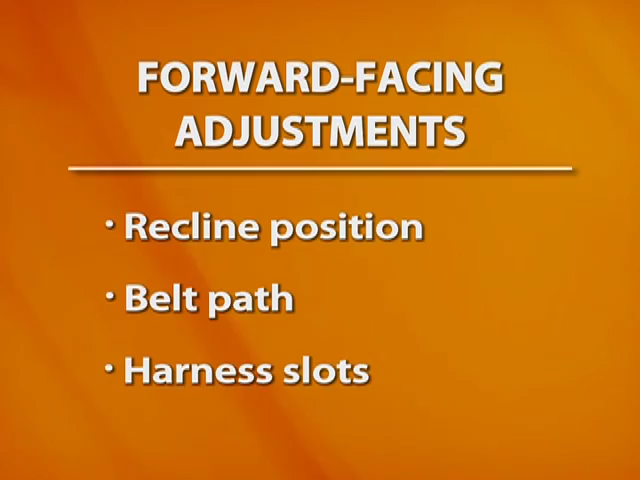 FORWARD-FACING
ADJUSTMENTS
· Recline position
· Belt path
· Harness slots